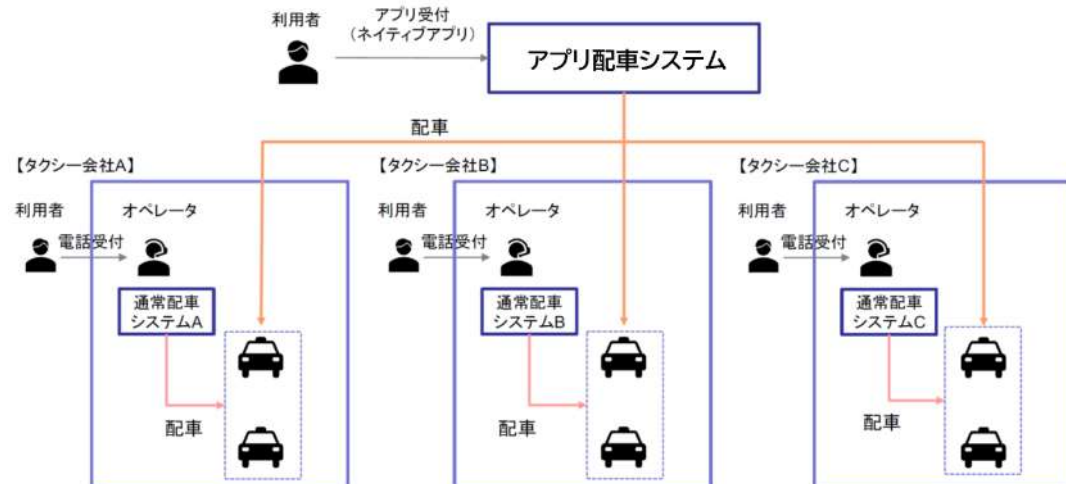 利用者
アプリ受付
（ネイティブアプリ）
アプリ配車システム
配車
【タクシー会社A】
利用者
オペレータ
電話受付
通常配車
システムA
配車
【タクシー会社B】
利用者
オペレータ
電話受付
通常配車
システムB
配車
【タクシー会社C】
利用者
オペレータ
電話受付
通常配車
システムC
配車